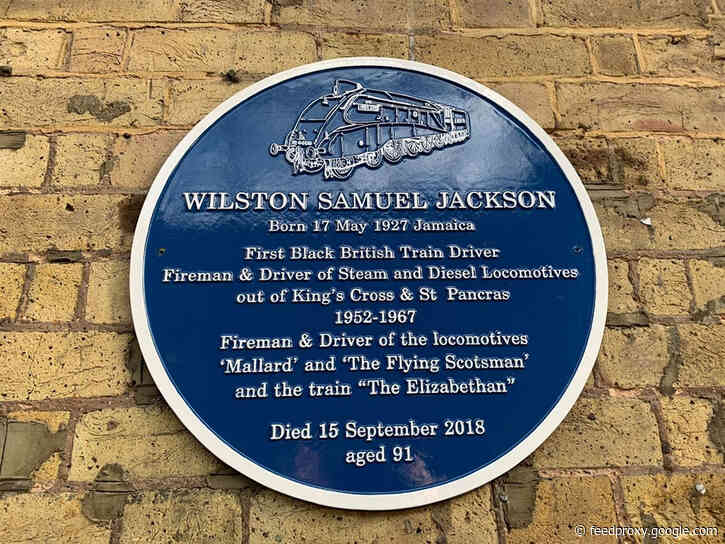 WILSTON SAMUEL JACKSON
Born 17 May 1927 Jamaica
First Black British Train Driver
Fireman & Driver of Steam and Diesel Locomotives
out of King's Cross & St Pancras
1952-1967
Fireman & Driver of the locomotives
'Mallard' and 'The Flying Scotsman'
and the train "The Elizabethan"
Died 15 September 2018
aged 91
© feedproxy.google.com